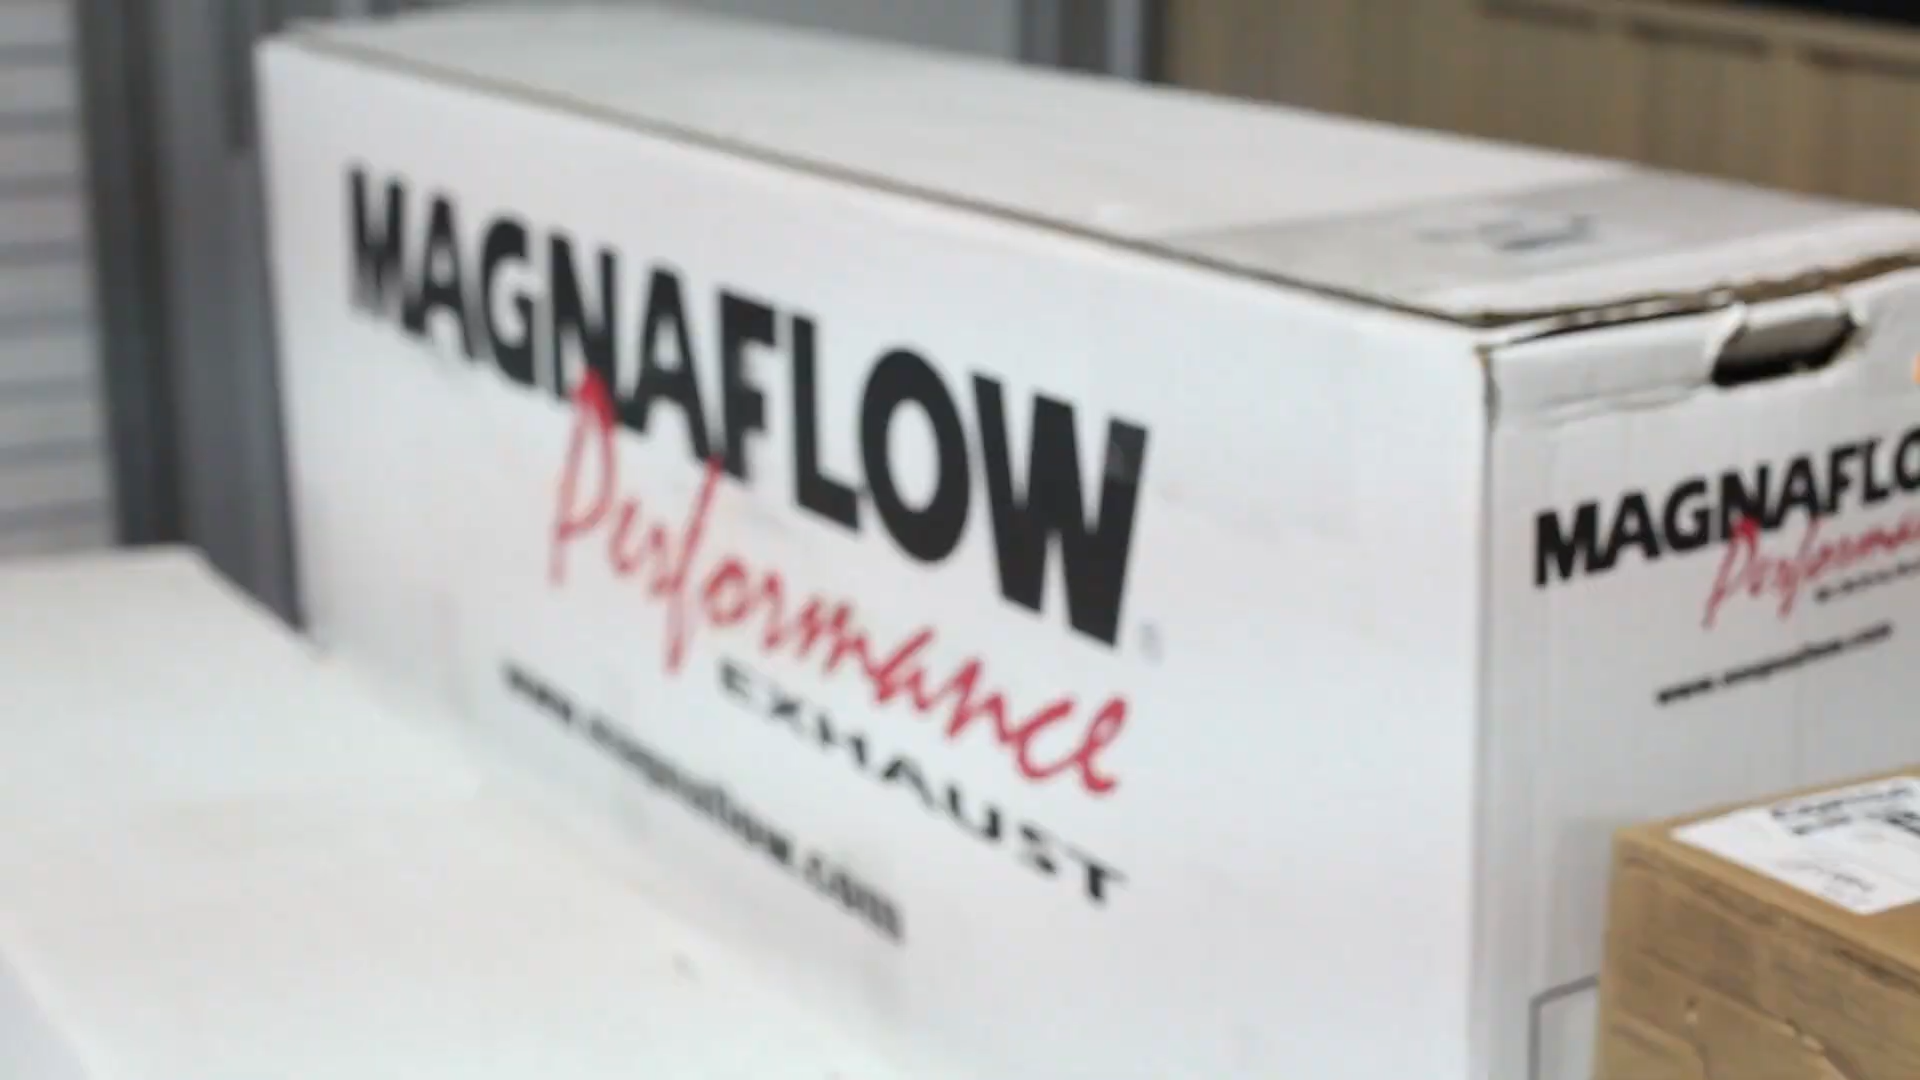 MAGNAFLOW
Performance
EXHAUST
www.magnaflow.com
MAGNAFLO
Performa
www.magnaflow.com